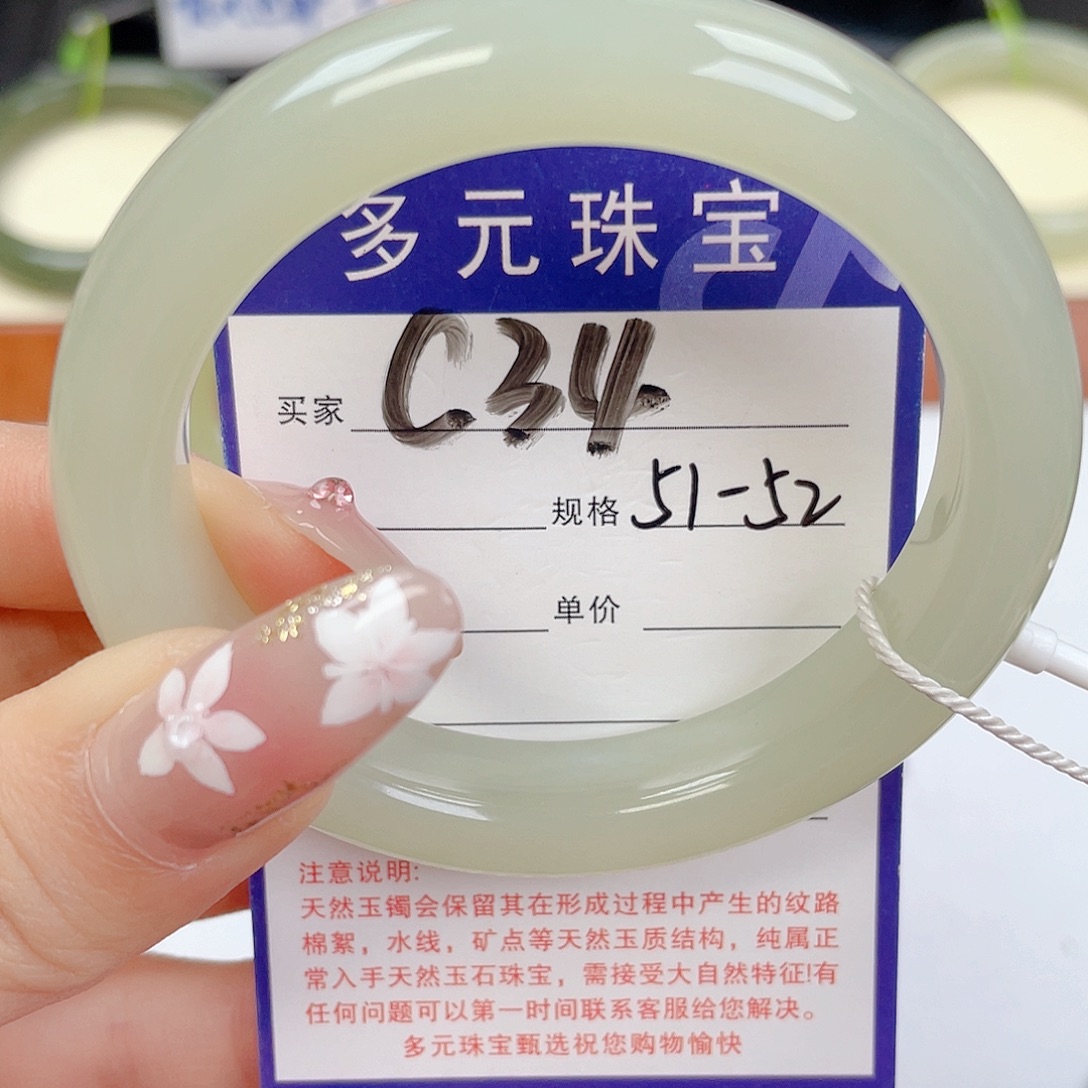 多元珠宝
买家 C.34
规格 51-52
单价
注意说明:
天然玉镯会保留其在形成过程中产生的纹路
棉絮，水线，矿点等天然玉质结构，纯属正
常入手天然玉石珠宝，需接受大自然特征!有
任何问题可以第一时间联系客服给您解决。
多元珠宝甄选祝您购物愉快